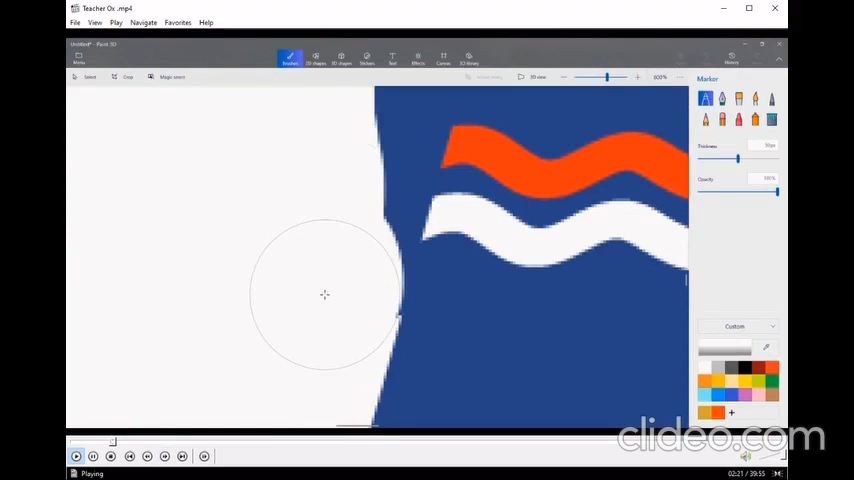 Teacher Ox .mp4
File View Play Navigate Favorites Help
Untitled* - Paint 3D
Menu Brushes 2D shapes 3D shapes Stickers Text Effects Canvas 3D library History
Select Crop Magic select 3D view 600%
Marker
Thickness
Opacity 100%
Custom
clideo.com
Playing 02:21 / 39:55